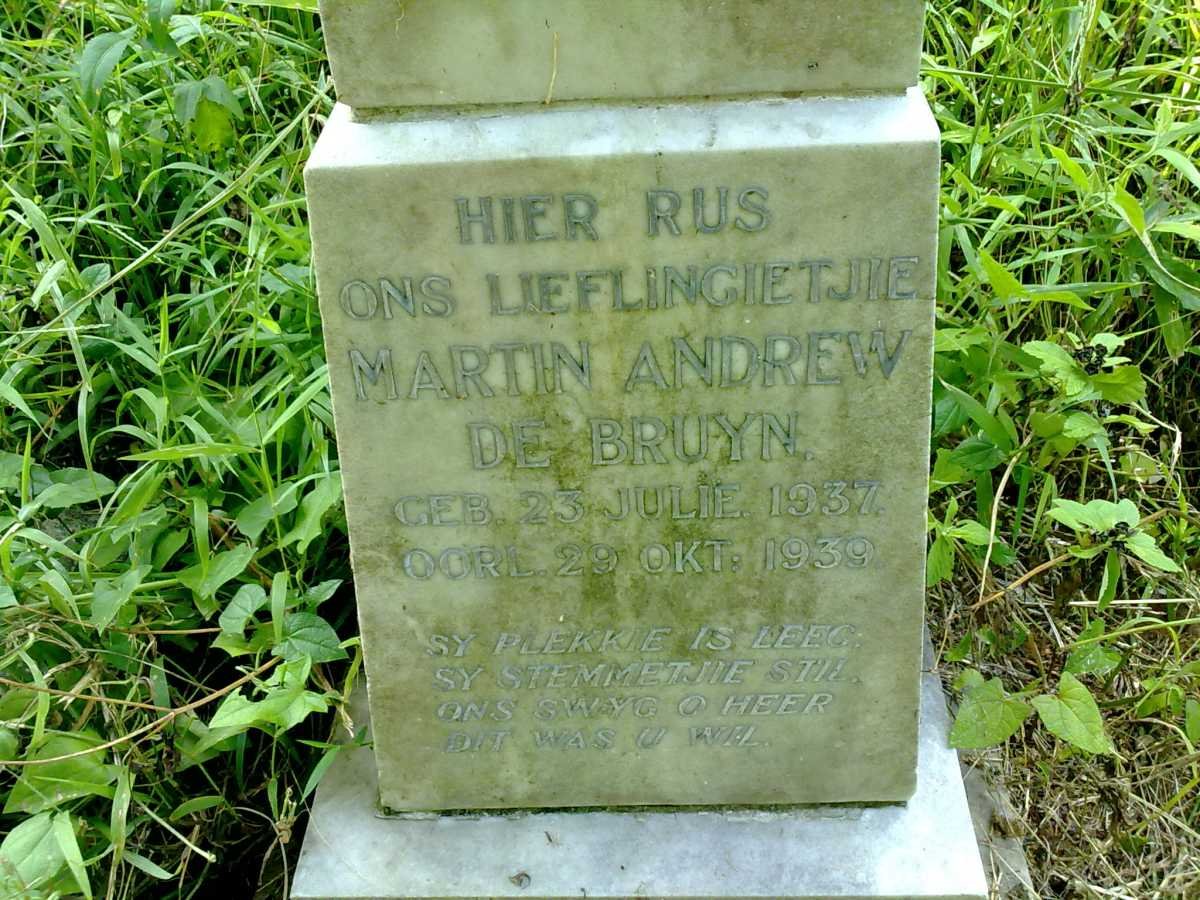 HIER RUS
ONS LIEFLINGIETJIE
MARTIN ANDREW
DE BRUYN.
GEB. 23 JULIE. 1937.
OORL. 29 OKT: 1939.
SY PLEKKIE IS LEEG.
SY STEMMETJIE STIL.
ONS SWYG O HEER
DIT WAS U WIL.